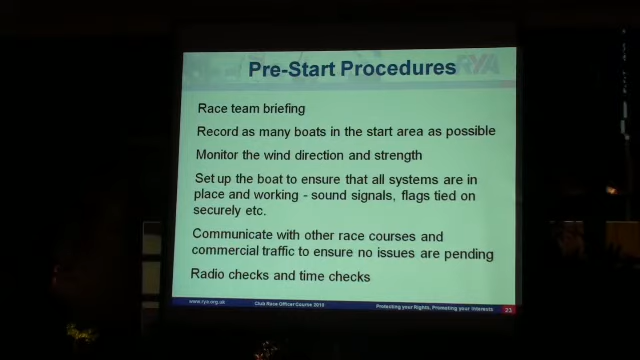 Pre-Start Procedures
RYA
Race team briefing
Record as many boats in the start area as possible
Monitor the wind direction and strength
Set up the boat to ensure that all systems are in
place and working - sound signals, flags tied on
securely etc.
Communicate with other race courses and
commercial traffic to ensure no issues are pending
Radio checks and time checks
www.rya.org.uk Club Race Officer Course 2010 Protecting your Rights, Promoting your Interests 23